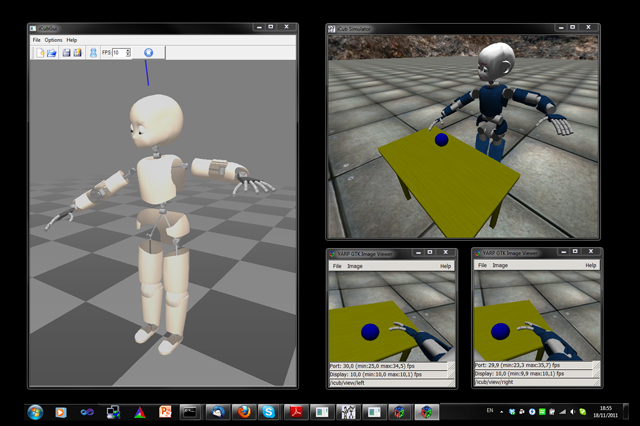 iCubGui
File Options Help
FPS: 10
iCub Simulator
YARP GTK Image Viewer
File Image Help
Port: 30,0 (min:25,0 max:34,5) fps
Display: 10,0 (min:10,0 max:10,1) fps
/icub/view/left
YARP GTK Image Viewer
File Image Help
Port: 29,9 (min:23,3 max:35,7) fps
Display: 10,0 (min:9,9 max:10,1) fps
/icub/view/right
EN
18:55
18/11/2011